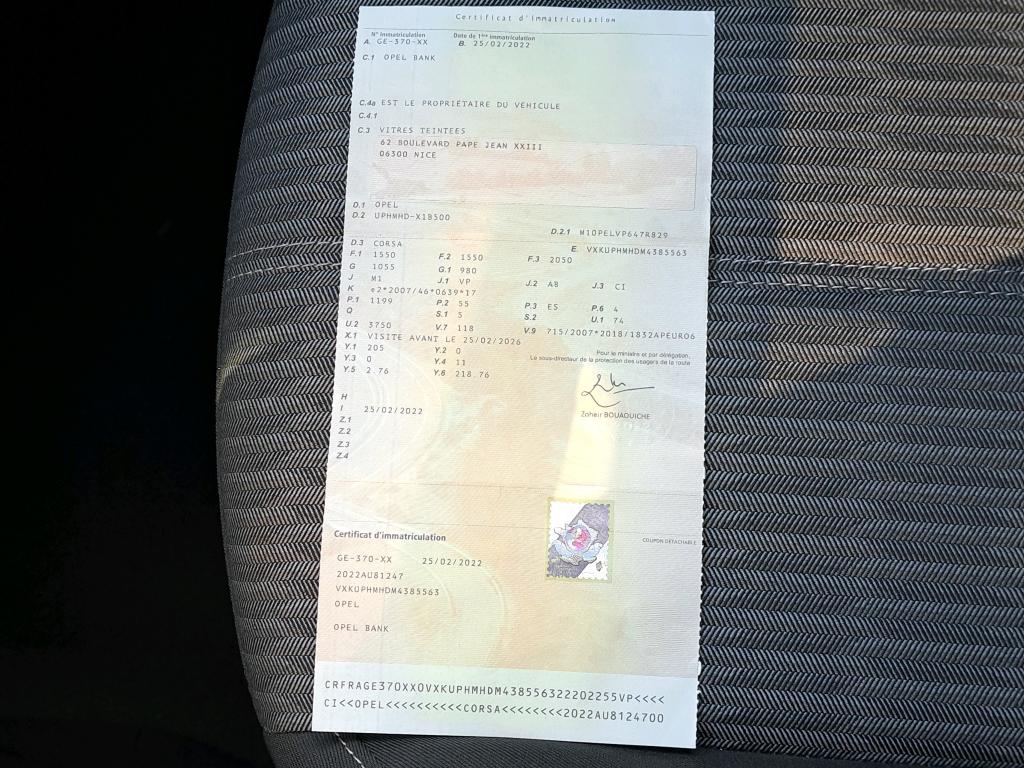 Certificat d'immatriculation
N° Immatriculation Date de 1ère immatriculation
A. GE-370-XX B. 25/02/2022
C.1 OPEL BANK
C.4a EST LE PROPRIÉTAIRE DU VÉHICULE
C.4.1
C.3 VITRES TEINTEES
62 BOULEVARD PAPE JEAN XXIII
06300 NICE
D.1 OPEL
D.2 UPHMHD-X1B500
D.2.1 M10PELVP647R829
D.3 CORSA E. VXKUPHMHDM4385563
F.1 1550 F.2 1550 F.3 2050
G 1055 G.1 980
J M1 J.1 VP J.2 AB J.3 CI
K e2*2007/46*0639*17
P.1 1199 P.2 55 P.3 ES P.6 4
Q S.1 5 S.2 U.1 74
U.2 3750 V.7 118 V.9 715/2007*2018/1832APEURO6
X.1 VISITE AVANT LE 25/02/2026
Y.1 205 Y.2 0
Y.3 0 Y.4 11
Y.5 2.76 Y.6 218.76
Pour le ministre et par délégation,
Le sous-directeur de la protection des usagers de la route
Zoheir BOUAOUICHE
H
I 25/02/2022
Z.1
Z.2
Z.3
Z.4
Certificat d'immatriculation
COUPON DÉTACHABLE
GE-370-XX 25/02/2022
2022AU81247
VXKUPHMHDM4385563
OPEL
OPEL BANK
CRFRAGE370XX0VXKUPHMHDM438556322202255VP<<<<
CI<<OPEL<<<<<<<<<<CORSA<<<<<<<<2022AU8124700